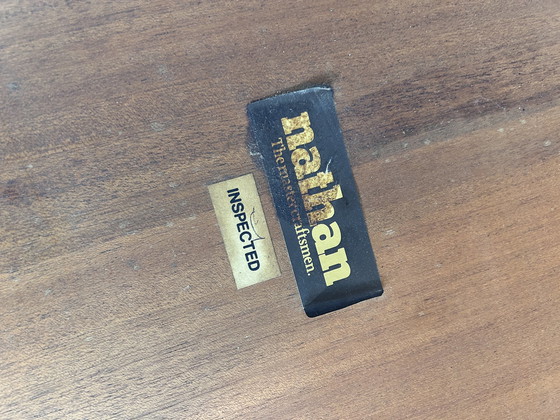 nathan
The mastercraftsmen.
INSPECTED